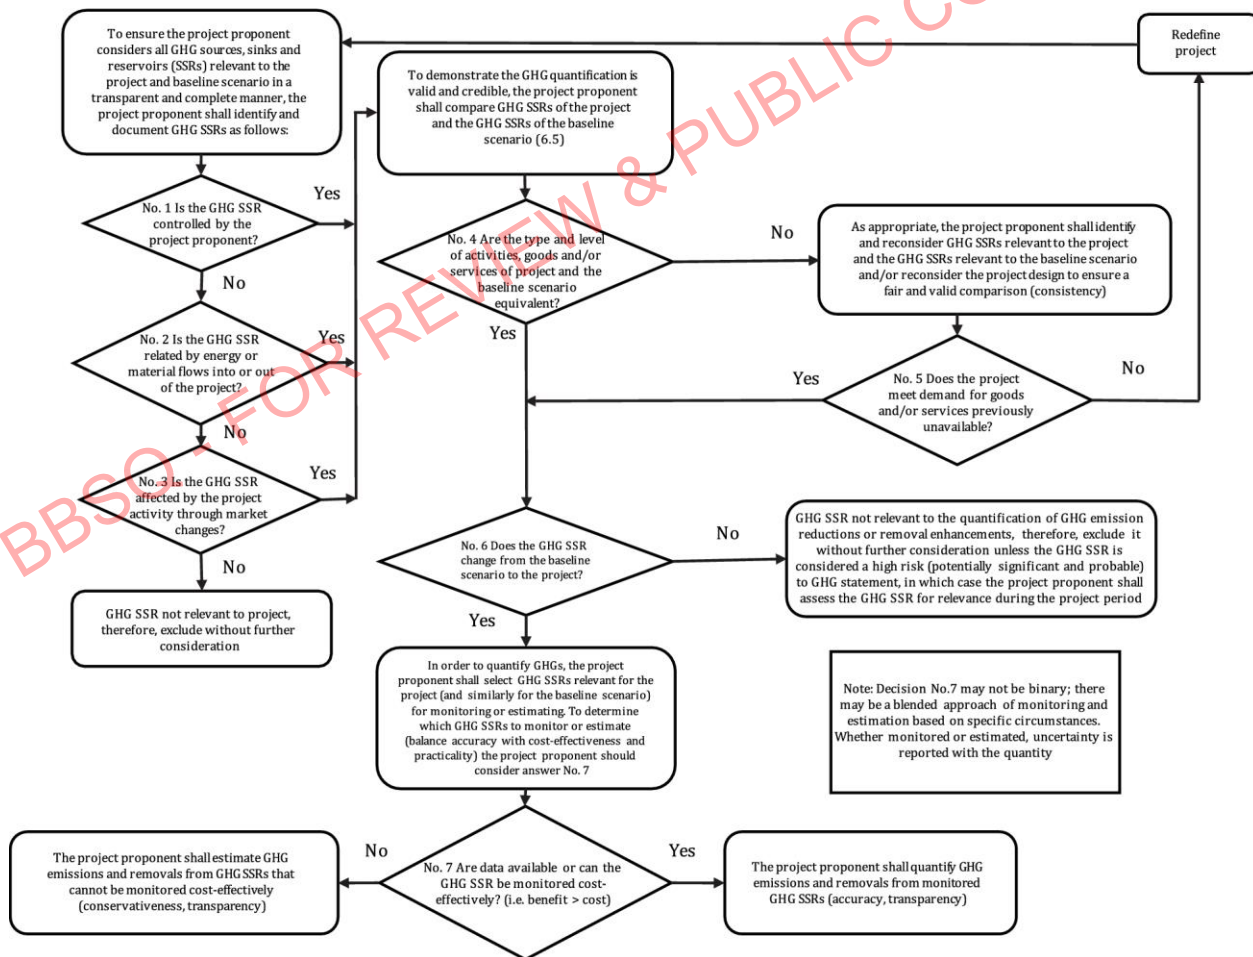 To ensure the project proponent
considers all GHG sources, sinks and
reservoirs (SSRs) relevant to the
project and baseline scenario in a
transparent and complete manner, the
project proponent shall identify and
document GHG SSRs as follows:
Redefine
project
To demonstrate the GHG quantification is
valid and credible, the project proponent
shall compare GHG SSRs of the project
and the GHG SSRs of the baseline
scenario (6.5)
No. 1 Is the GHG SSR
controlled by the
project proponent?
Yes
No
No. 2 Is the GHG SSR
related by energy or
material flows into or out
of the project?
Yes
No
No. 3 Is the GHG SSR
affected by the project
activity through market
changes?
Yes
No
GHG SSR not relevant to project,
therefore, exclude without further
consideration
No. 4 Are the type and level
of activities, goods and/or
services of project and the
baseline scenario
equivalent?
No
Yes
As appropriate, the project proponent shall identify
and reconsider GHG SSRs relevant to the project
and the GHG SSRs relevant to the baseline scenario
and/or reconsider the project design to ensure a
fair and valid comparison (consistency)
No. 5 Does the project
meet demand for goods
and/or services previously
unavailable?
Yes
No
No. 6 Does the GHG SSR
change from the baseline
scenario to the project?
No
Yes
GHG SSR not relevant to the quantification of GHG emission
reductions or removal enhancements, therefore, exclude it
without further consideration unless the GHG SSR is
considered a high risk (potentially significant and probable)
to GHG statement, in which case the project proponent shall
assess the GHG SSR for relevance during the project period
In order to quantify GHGs, the project
proponent shall select GHG SSRs relevant for the
project (and similarly for the baseline scenario)
for monitoring or estimating. To determine
which GHG SSRs to monitor or estimate
(balance accuracy with cost-effectiveness and
practicality) the project proponent should
consider answer No. 7
Note: Decision No.7 may not be binary; there
may be a blended approach of monitoring and
estimation based on specific circumstances.
Whether monitored or estimated, uncertainty is
reported with the quantity
No. 7 Are data available or can the
GHG SSR be monitored cost-
effectively? (i.e. benefit > cost)
No
Yes
The project proponent shall estimate GHG
emissions and removals from GHG SSRs that
cannot be monitored cost-effectively
(conservativeness, transparency)
The project proponent shall quantify GHG
emissions and removals from monitored
GHG SSRs (accuracy, transparency)
BBSQ - FOR REVIEW & PUBLIC